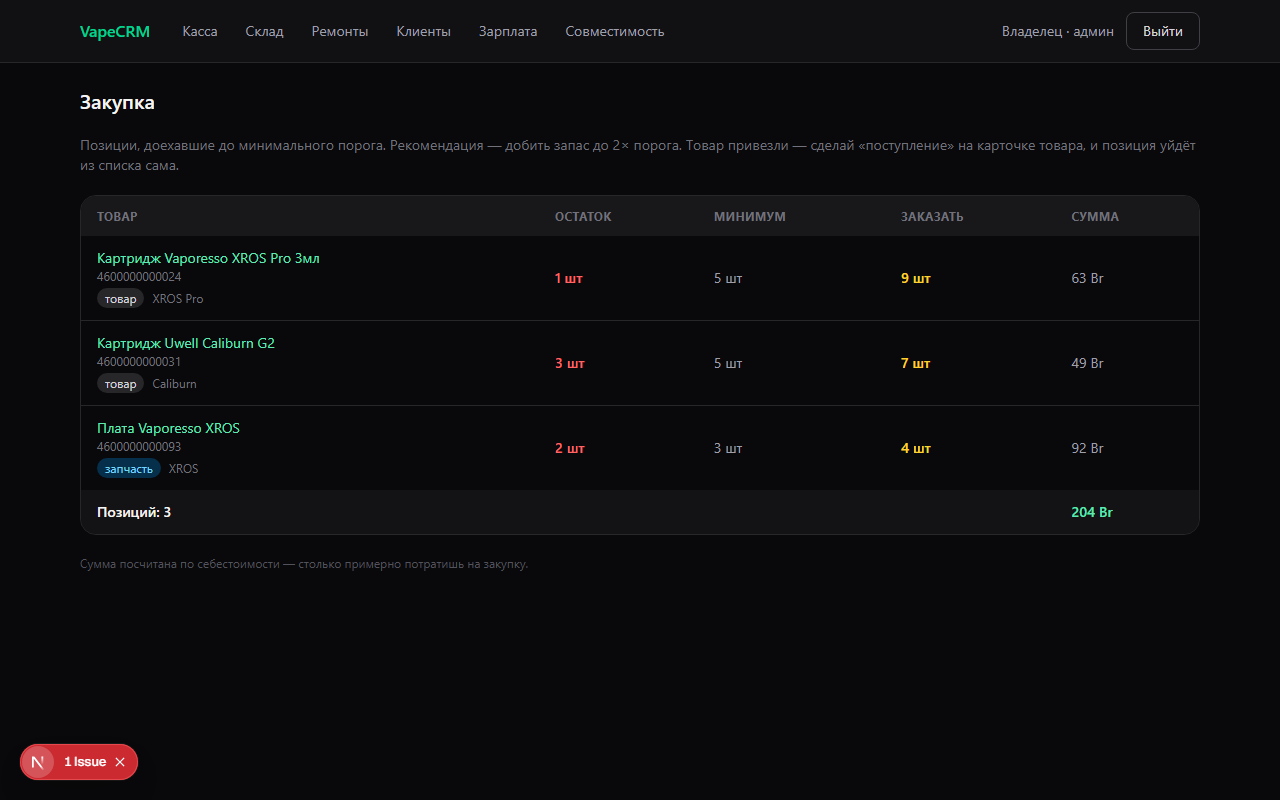 VapeCRM Касса Склад Ремонты Клиенты Зарплата Совместимость Владелец · админ Выйти
Закупка
Позиции, доехавшие до минимального порога. Рекомендация — добить запас до 2× порога. Товар привезли — сделай «поступление» на карточке товара, и позиция уйдёт
из списка сама.
ТОВАР ОСТАТОК МИНИМУМ ЗАКАЗАТЬ СУММА
Картридж Vaporesso XROS Pro 3мл
4600000000024
товар XROS Pro
1 шт 5 шт 9 шт 63 Br
Картридж Uwell Caliburn G2
4600000000031
товар Caliburn
3 шт 5 шт 7 шт 49 Br
Плата Vaporesso XROS
4600000000093
запчасть XROS
2 шт 3 шт 4 шт 92 Br
Позиций: 3 204 Br
Сумма посчитана по себестоимости — столько примерно потратишь на закупку.
N 1 Issue